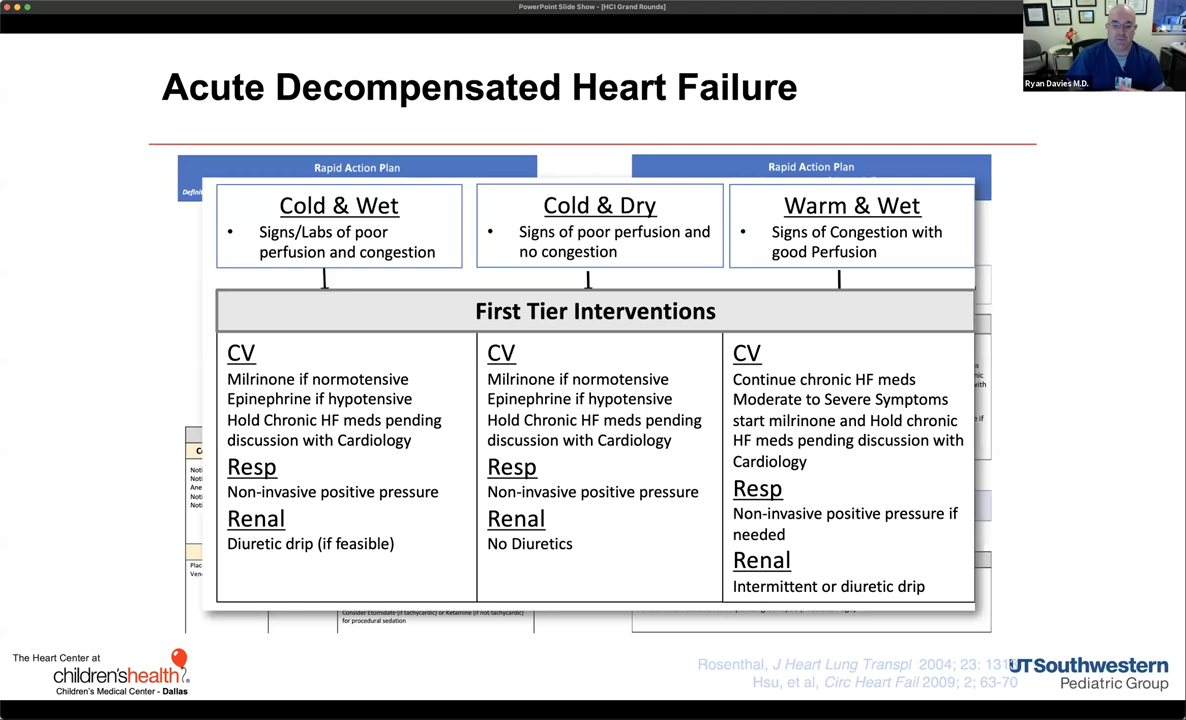 PowerPoint Slide Show - [HCI Grand Rounds]
Ryan Davies M.D.
Acute Decompensated Heart Failure
Rapid Action Plan
Rapid Action Plan
Cold & Wet
• Signs/Labs of poor
perfusion and congestion
Cold & Dry
• Signs of poor perfusion and
no congestion
Warm & Wet
• Signs of Congestion with
good Perfusion
First Tier Interventions
CV
Milrinone if normotensive
Epinephrine if hypotensive
Hold Chronic HF meds pending
discussion with Cardiology
Resp
Non-invasive positive pressure
Renal
Diuretic drip (if feasible)
CV
Milrinone if normotensive
Epinephrine if hypotensive
Hold Chronic HF meds pending
discussion with Cardiology
Resp
Non-invasive positive pressure
Renal
No Diuretics
CV
Continue chronic HF meds
Moderate to Severe Symptoms
start milrinone and Hold chronic
HF meds pending discussion with
Cardiology
Resp
Non-invasive positive pressure if
needed
Renal
Intermittent or diuretic drip
Consider Etomidate (if tachycardic) or Ketamine (if not tachycardic)
for procedural sedation
The Heart Center at
children'shealth
Children's Medical Center - Dallas
Rosenthal, J Heart Lung Transpl 2004; 23: 131
Hsu, et al, Circ Heart Fail 2009; 2; 63-70
UTSouthwestern
Pediatric Group